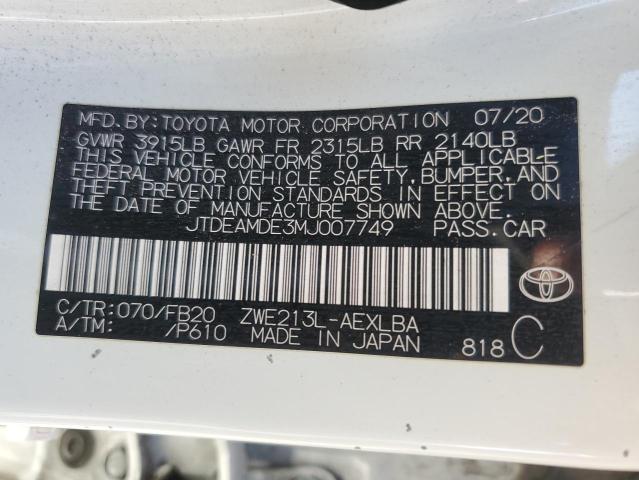 MFD. BY: TOYOTA MOTOR CORPORATION 07/20
GVWR 3915LB GAWR FR 2315LB RR 2140LB
THIS VEHICLE CONFORMS TO ALL APPLICABLE
FEDERAL MOTOR VEHICLE SAFETY, BUMPER, AND
THEFT PREVENTION STANDARDS IN EFFECT ON
THE DATE OF MANUFACTURE SHOWN ABOVE.
JTDEAMDE3MJ007749 PASS. CAR
C/TR: 070/FB20 ZWE213L-AEXLBA
A/TM: /P610 MADE IN JAPAN 818 C